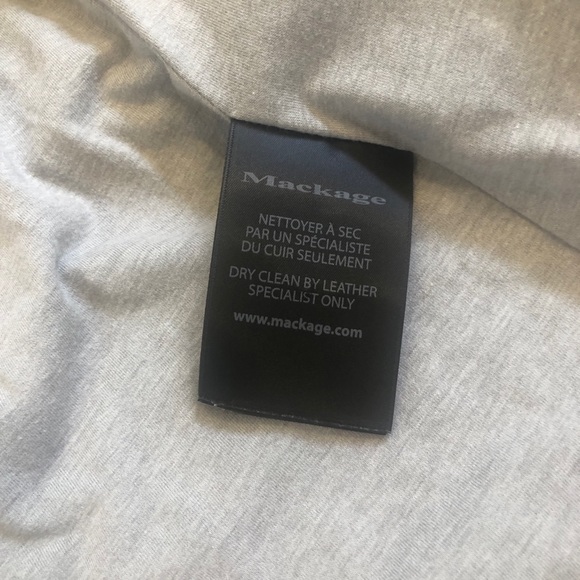 Mackage
NETTOYER À SEC
PAR UN SPÉCIALISTE
DU CUIR SEULEMENT
DRY CLEAN BY LEATHER
SPECIALIST ONLY
www.mackage.com